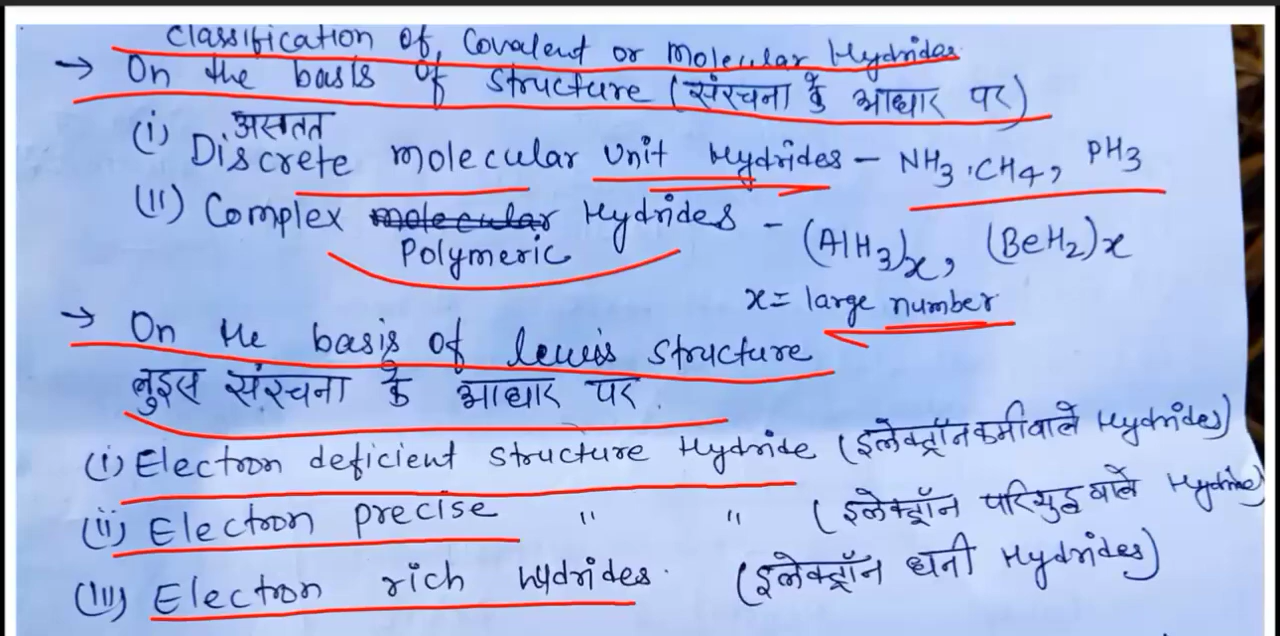 Classification of, Covalent or molecular Hydrides
→ On the basis of structure (संरचना के आधार पर)
असतत
(i) Discrete molecular unit Hydrides - NH3, CH4, PH3
(II) Complex molecular Hydrides - (AlH3)x, (BeH2)x
Polymeric
x = large number
→ On the basis of lewis structure
लुइस संरचना के आधार पर.
(i) Electron deficient structure Hydride (इलेक्ट्रॉन कमी वाले Hydrides)
(ii) Electron precise " " (इलेक्ट्रॉन परिशुद्ध वाले Hydride)
(III) Electron rich hydrides. (इलेक्ट्रॉन धनी Hydrides)